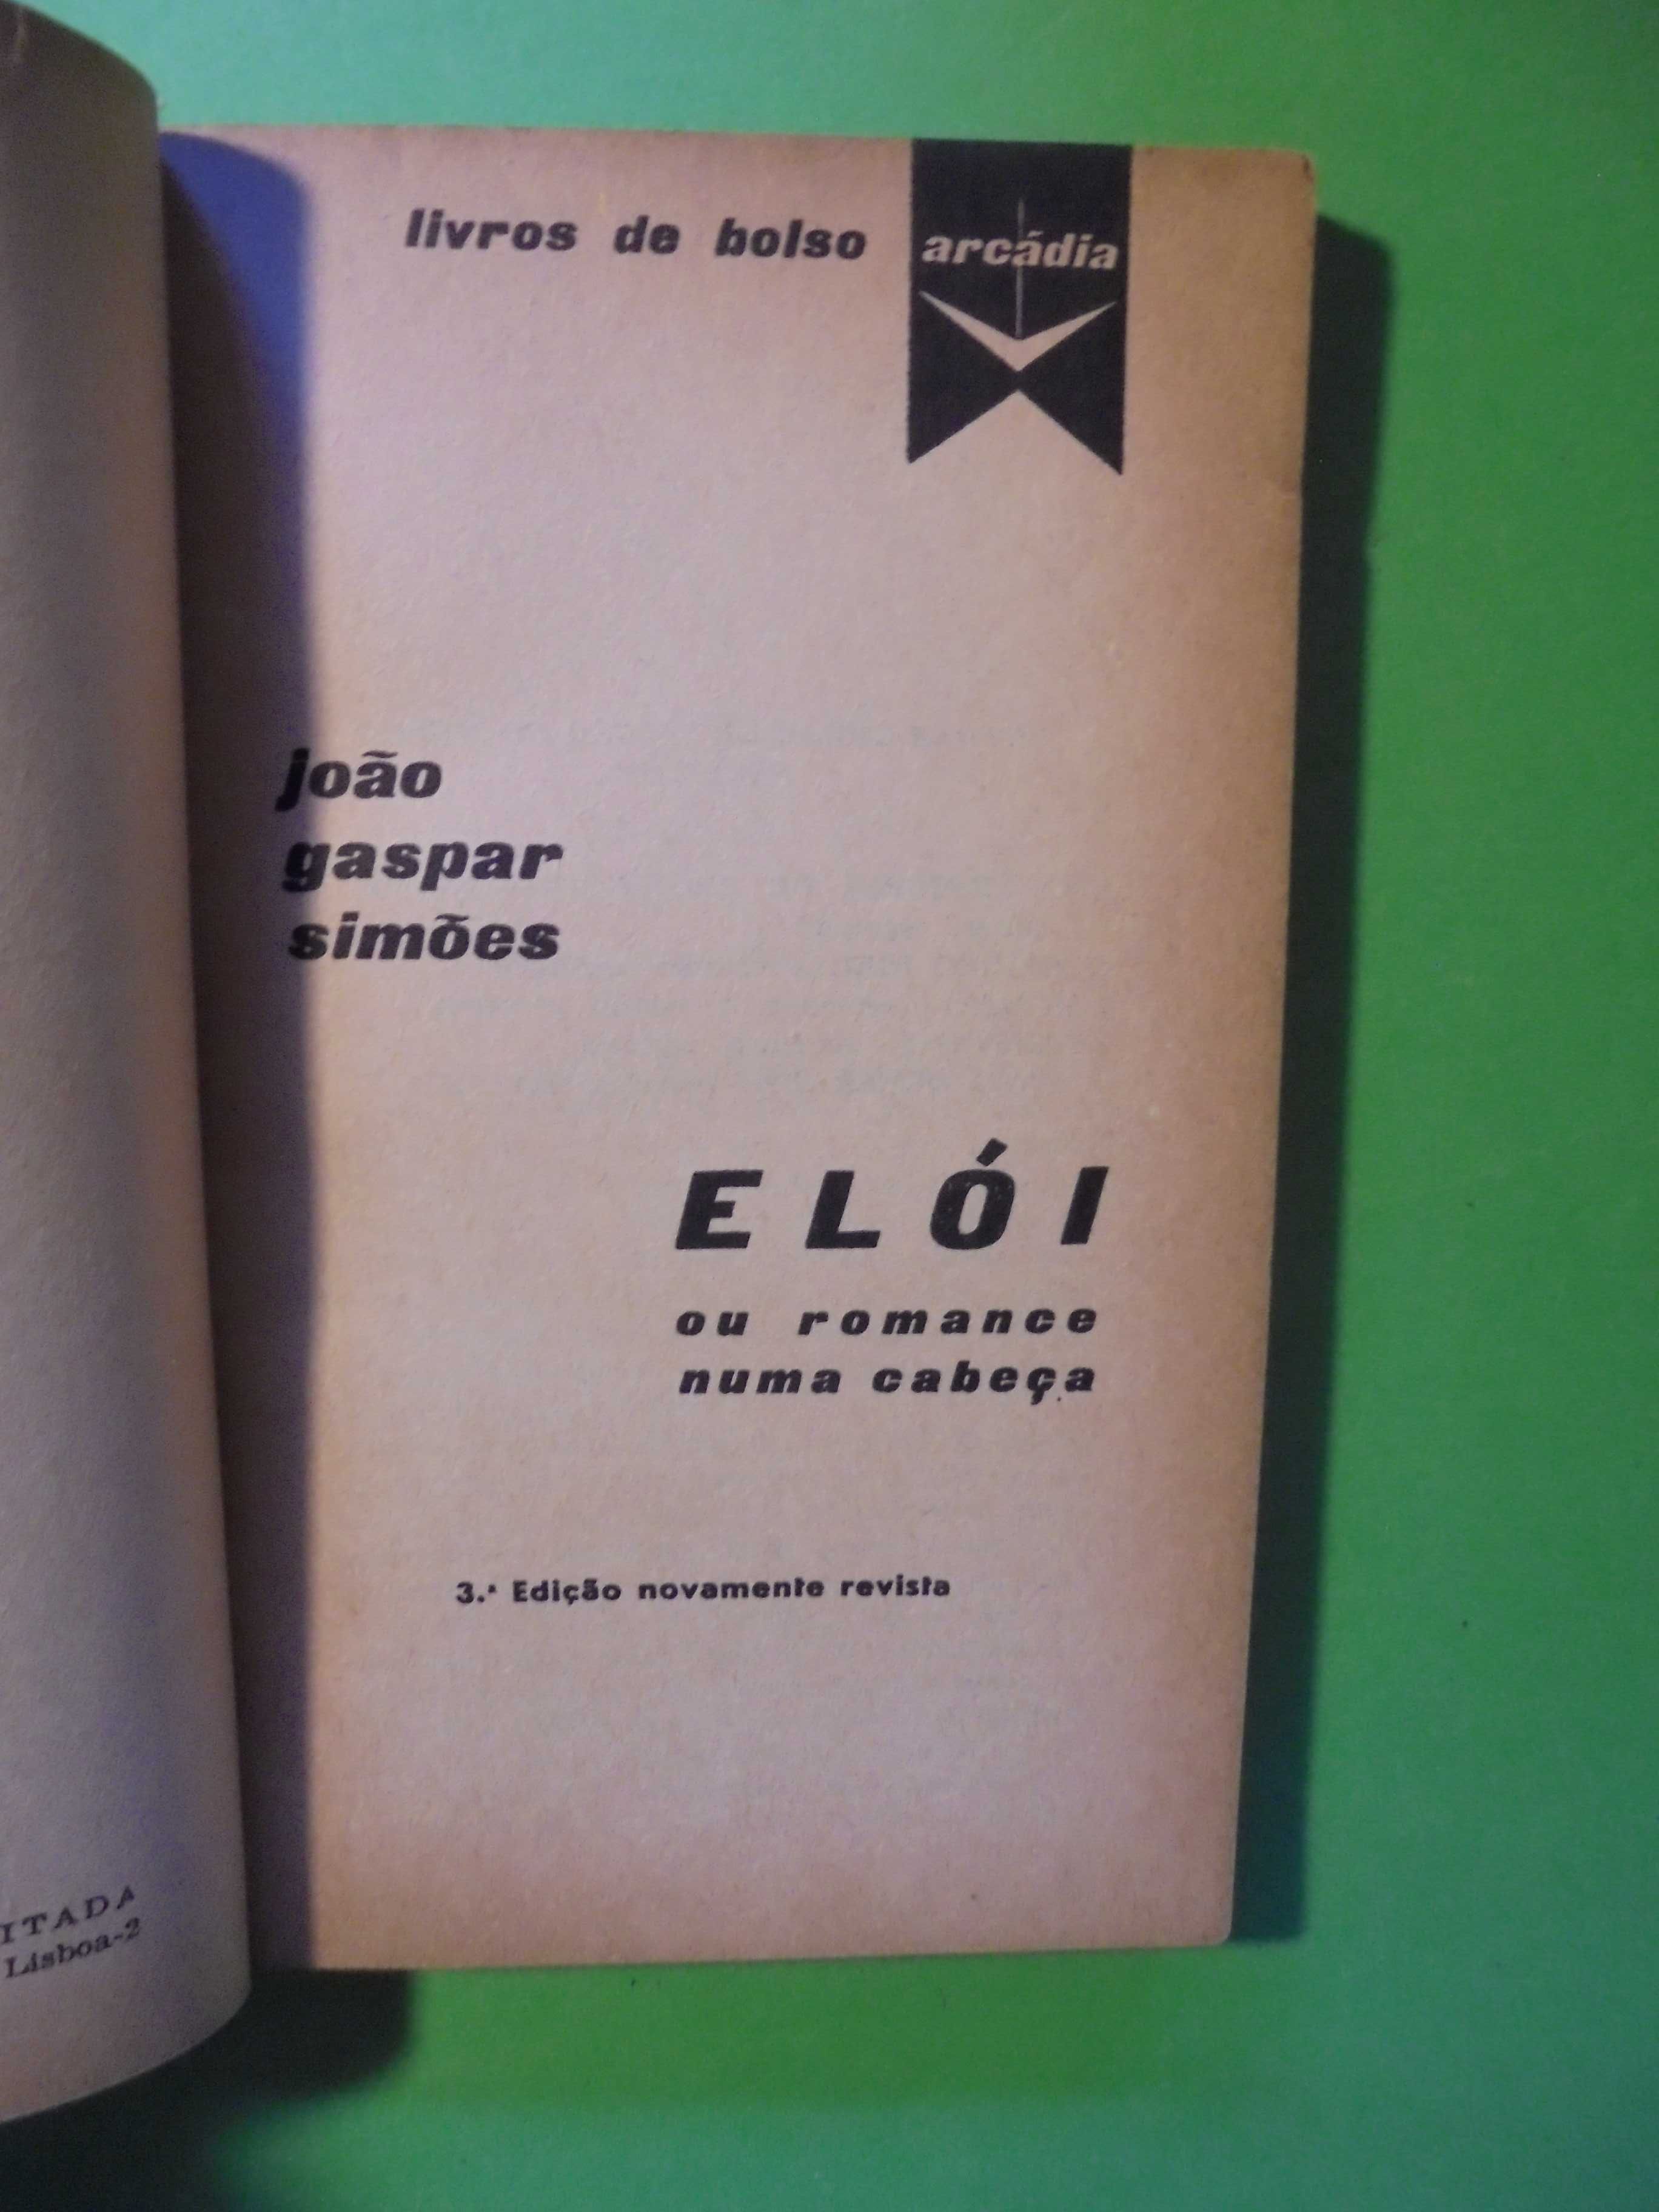 livros de bolso arcádia
joão
gaspar
simões
ELÓI
ou romance
numa cabeça
3.ª Edição novamente revista
ITADA
Lisboa-2